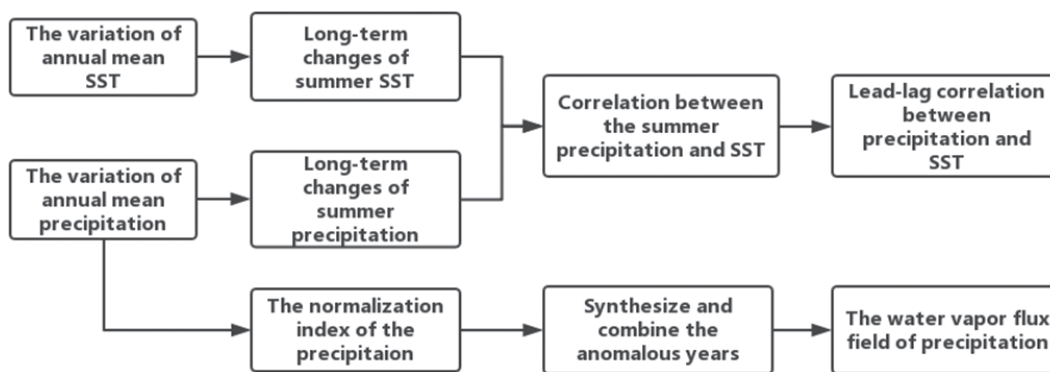 The variation of
annual mean
SST
Long-term
changes of
summer SST
Correlation between
the summer
precipitation and SST
Lead-lag correlation
between
precipitation and
SST
The variation of
annual mean
precipitation
Long-term
changes of
summer
precipitation
The normalization
index of the
precipitaion
Synthesize and
combine the
anomalous years
The water vapor flux
field of precipitation